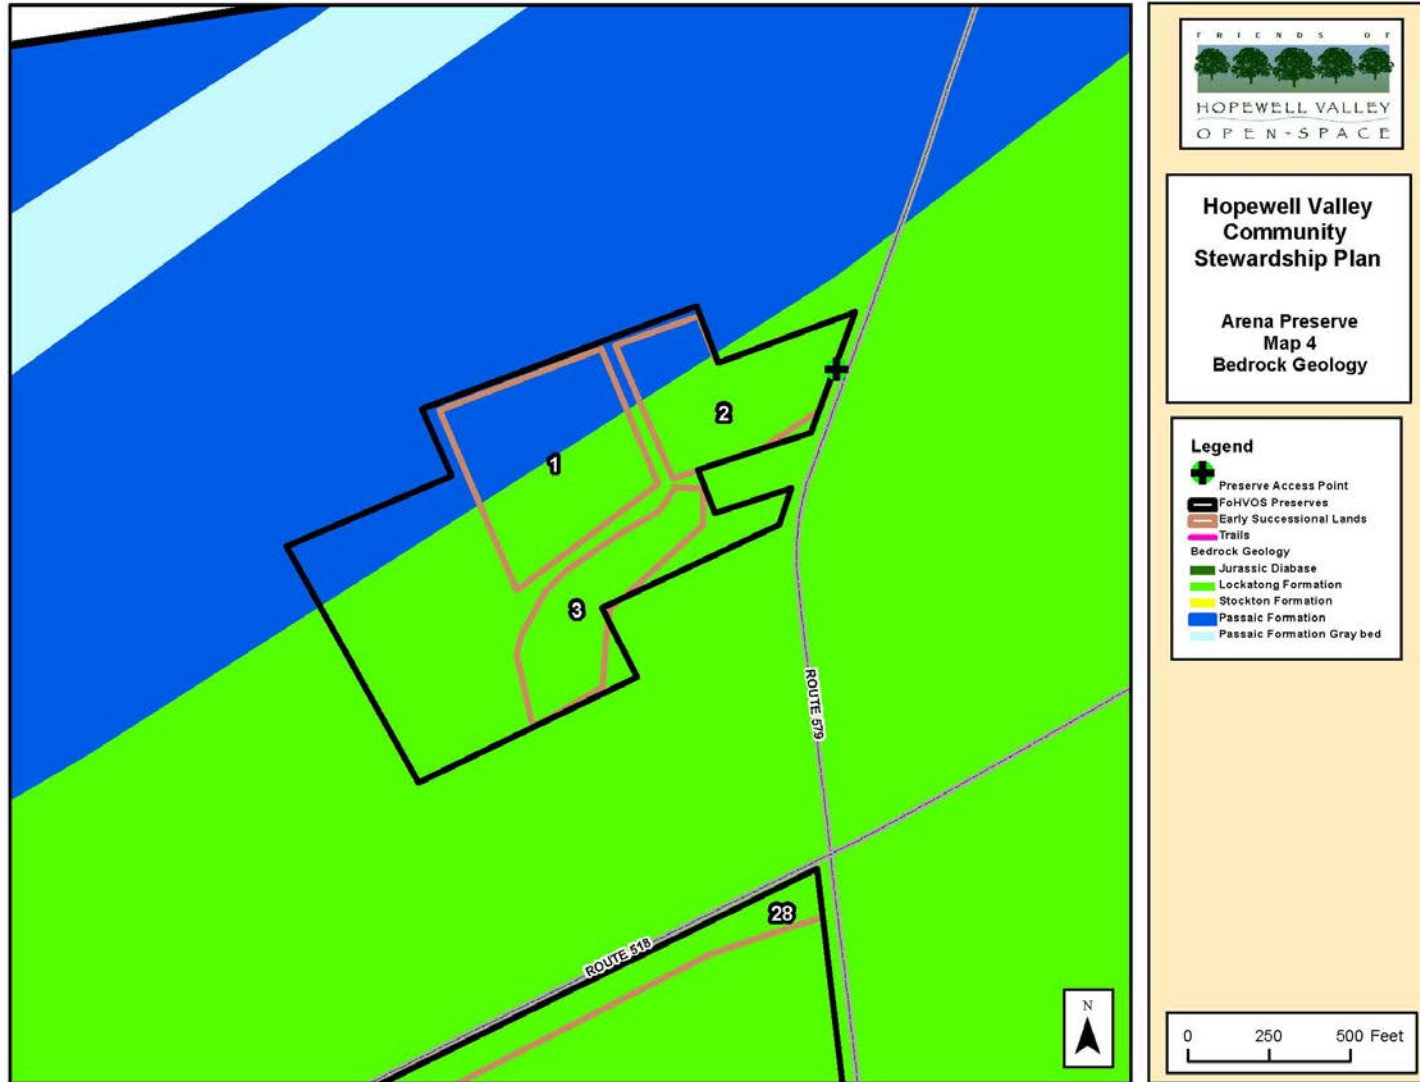 1
2
3
28
ROUTE 579
ROUTE 518
N
FRIENDS OF
HOPEWELL VALLEY
OPEN-SPACE
Hopewell Valley
Community
Stewardship Plan
Arena Preserve
Map 4
Bedrock Geology
Legend
Preserve Access Point
FoHVOS Preserves
Early Successional Lands
Trails
Bedrock Geology
Jurassic Diabase
Lockatong Formation
Stockton Formation
Passaic Formation
Passaic Formation Gray bed
0 250 500 Feet